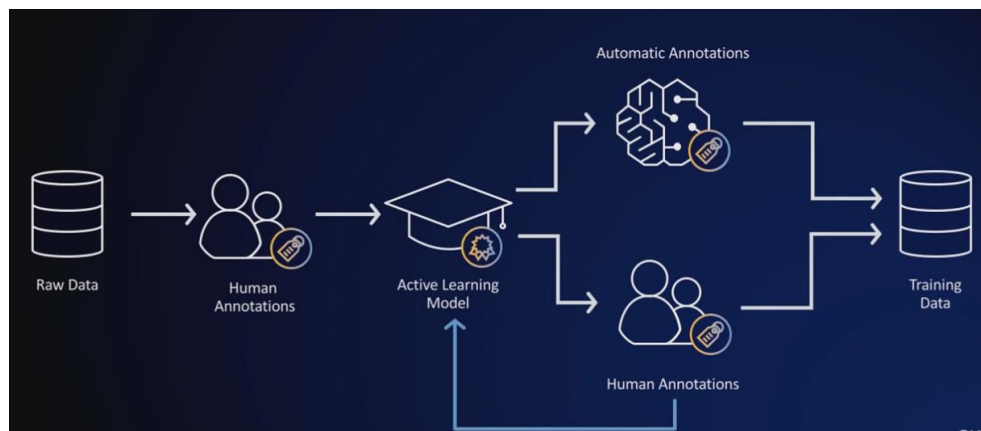 Automatic Annotations
Raw Data
Human
Annotations
Active Learning
Model
Training
Data
Human Annotations